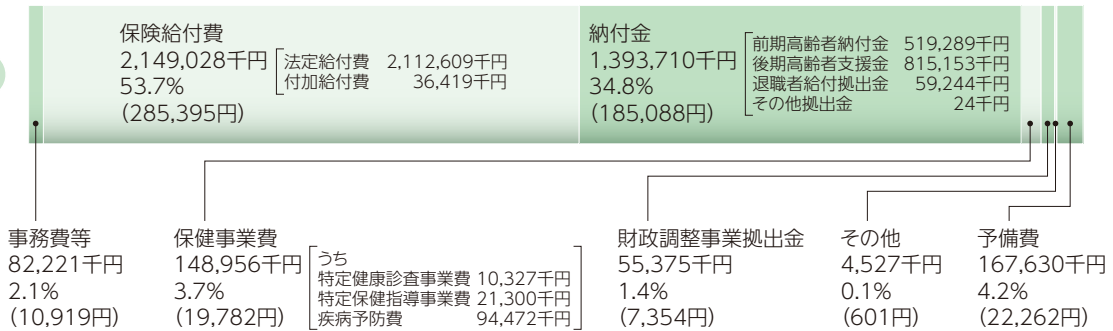 保険給付費
2,149,028千円
53.7%
(285,395円)
法定給付費 2,112,609千円
付加給付費 36,419千円
納付金
1,393,710千円
34.8%
(185,088円)
前期高齢者納付金 519,289千円
後期高齢者支援金 815,153千円
退職者給付拠出金 59,244千円
その他拠出金 24千円
事務費等
82,221千円
2.1%
(10,919円)
保健事業費
148,956千円
3.7%
(19,782円)
うち
特定健康診査事業費 10,327千円
特定保健指導事業費 21,300千円
疾病予防費 94,472千円
財政調整事業拠出金
55,375千円
1.4%
(7,354円)
その他
4,527千円
0.1%
(601円)
予備費
167,630千円
4.2%
(22,262円)